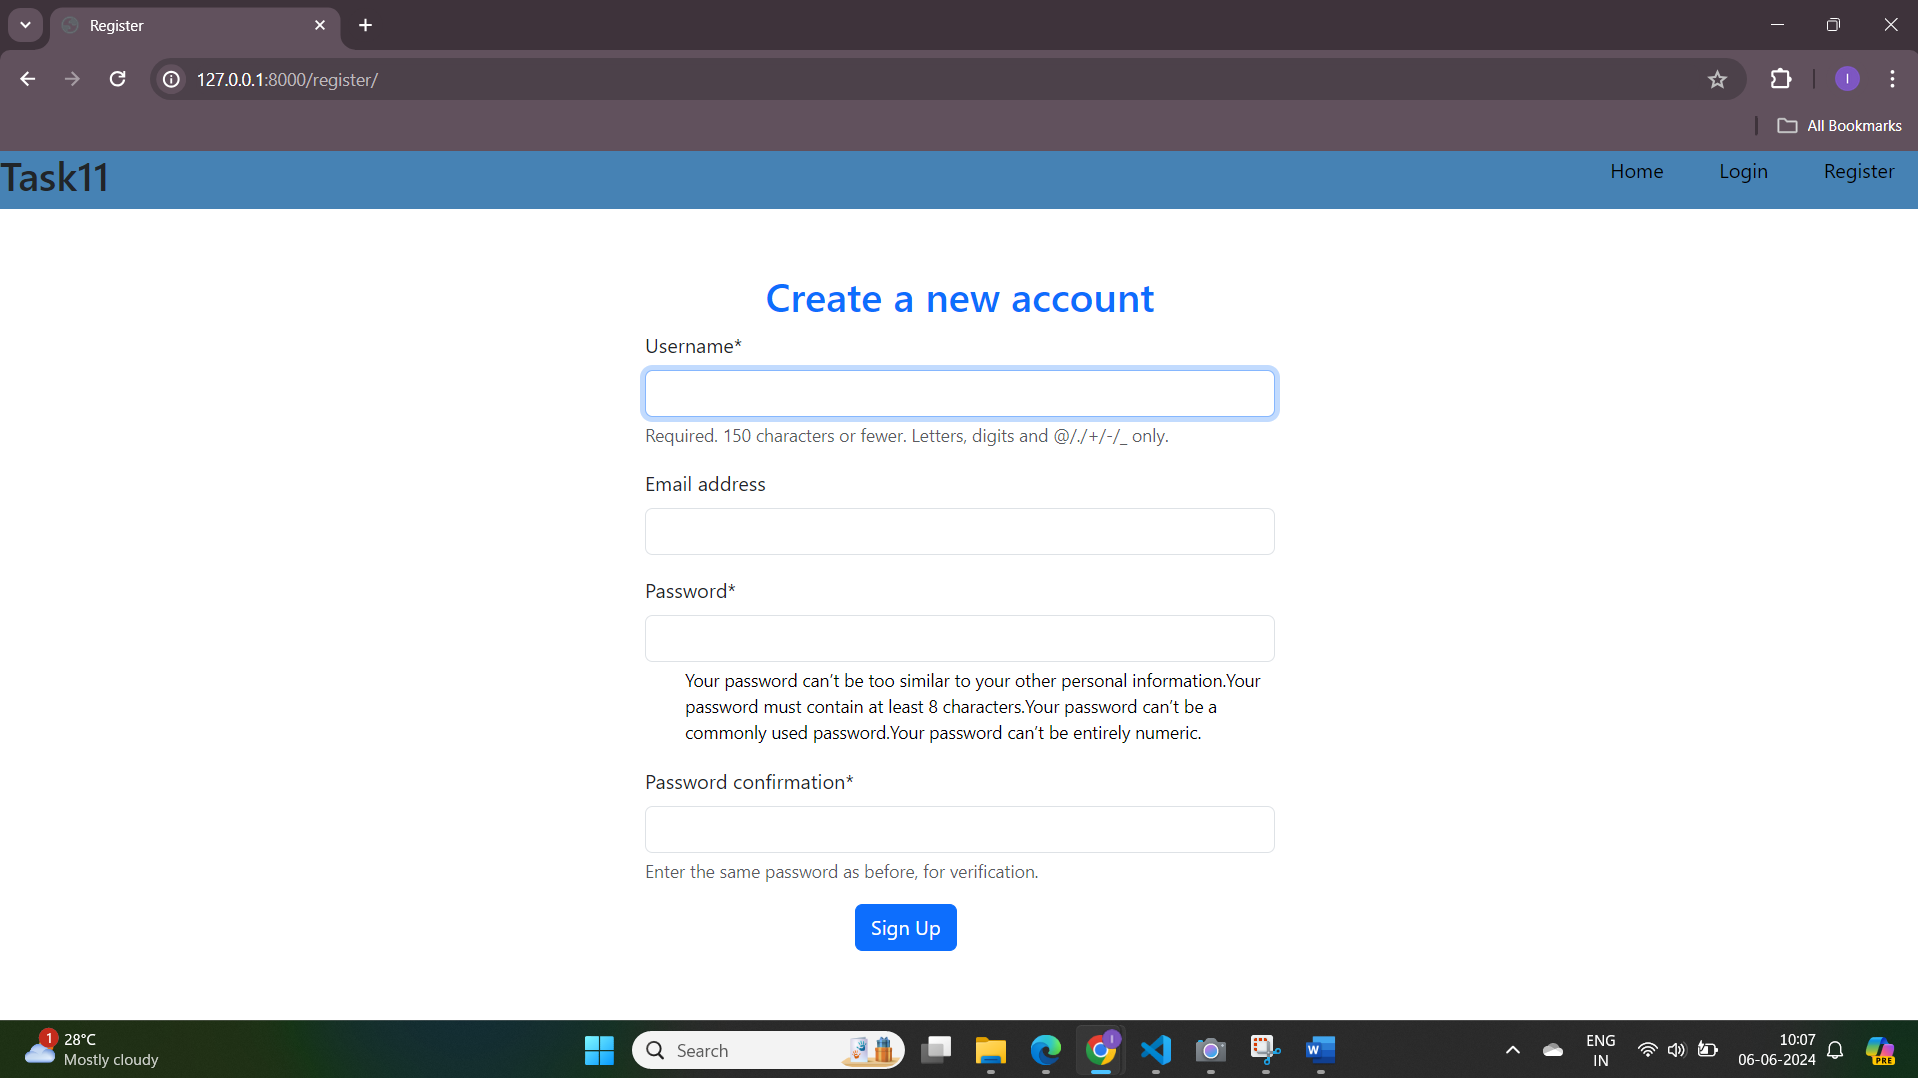 Register
127.0.0.1:8000/register/
I
All Bookmarks
Task11
Home
Login
Register
Create a new account
Username*
Required. 150 characters or fewer. Letters, digits and @/./+/-/_ only.
Email address
Password*
Your password can’t be too similar to your other personal information.Your
password must contain at least 8 characters.Your password can’t be a
commonly used password.Your password can’t be entirely numeric.
Password confirmation*
Enter the same password as before, for verification.
Sign Up
1
28°C
Mostly cloudy
Search
I
W
ENG
IN
10:07
06-06-2024
PRE